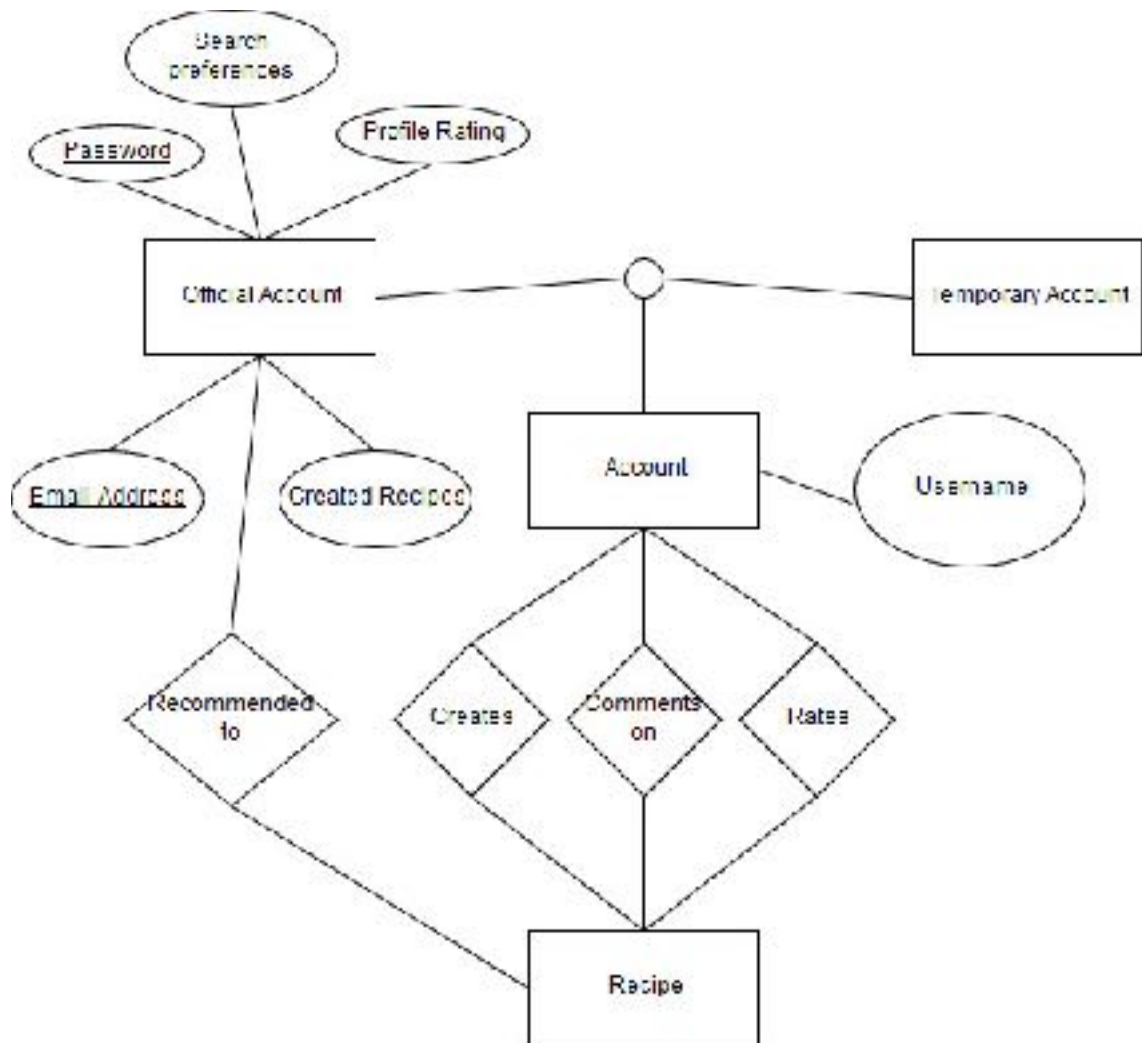 Search
preferences
Password
Profile Rating
Official Account
Temporary Account
Account
Username
Email Address
Created Recipes
Recommended
to
Creates
Comments
on
Rates
Recipe